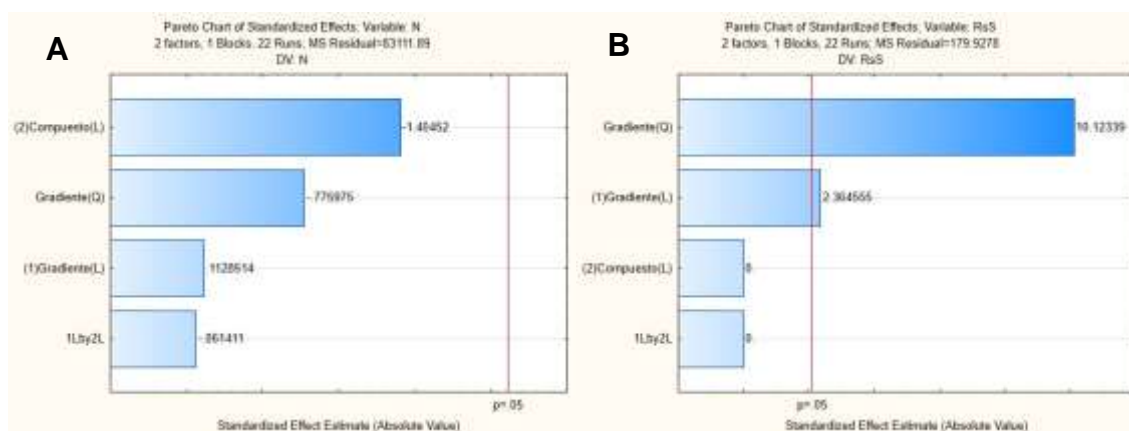 A
Pareto Chart of Standardized Effects; Variable: N
2 factors, 1 Blocks, 22 Runs; MS Residual=63111.89
DV: N
(2)Compuesto(L)
-1.40452
Gradiente(Q)
-.775975
(1)Gradiente(L)
.1128514
1Lby2L
-.061411
p=.05
Standardized Effect Estimate (Absolute Value)
B
Pareto Chart of Standardized Effects; Variable: RsS
2 factors, 1 Blocks, 22 Runs; MS Residual=179.9278
DV: RsS
Gradiente(Q)
10.12339
(1)Gradiente(L)
2.364555
(2)Compuesto(L)
0.
1Lby2L
0.
p=.05
Standardized Effect Estimate (Absolute Value)